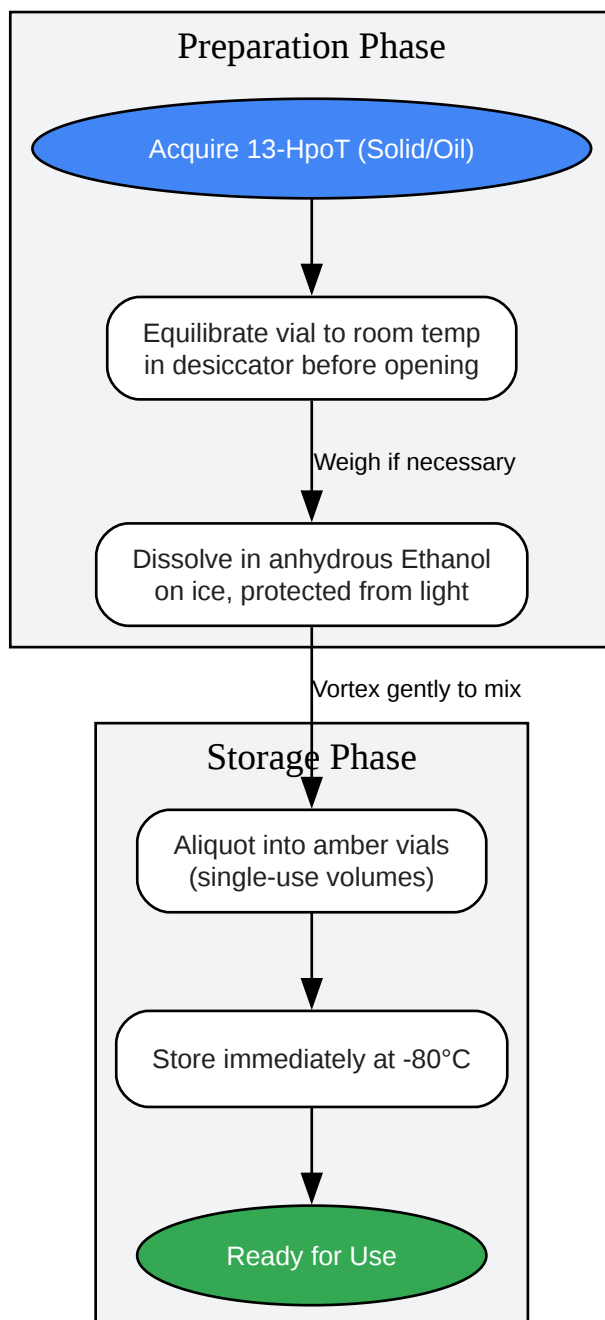 Preparation Phase
Acquire 13-HpoT (Solid/Oil)
Equilibrate vial to room temp
in desiccator before opening
Weigh if necessary
Dissolve in anhydrous Ethanol
on ice, protected from light
Vortex gently to mix
Storage Phase
Aliquot into amber vials
(single-use volumes)
Store immediately at -80°C
Ready for Use